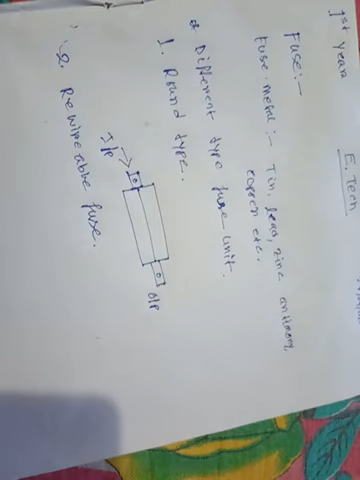 1st year
E. Tech
Fuse:-
Fuse-metal:- Tin, lead, zinc antimony,
copper etc.
* Different type fuse unit.
1. Round type.
I/P
O/P
2. Rewireable fuse.